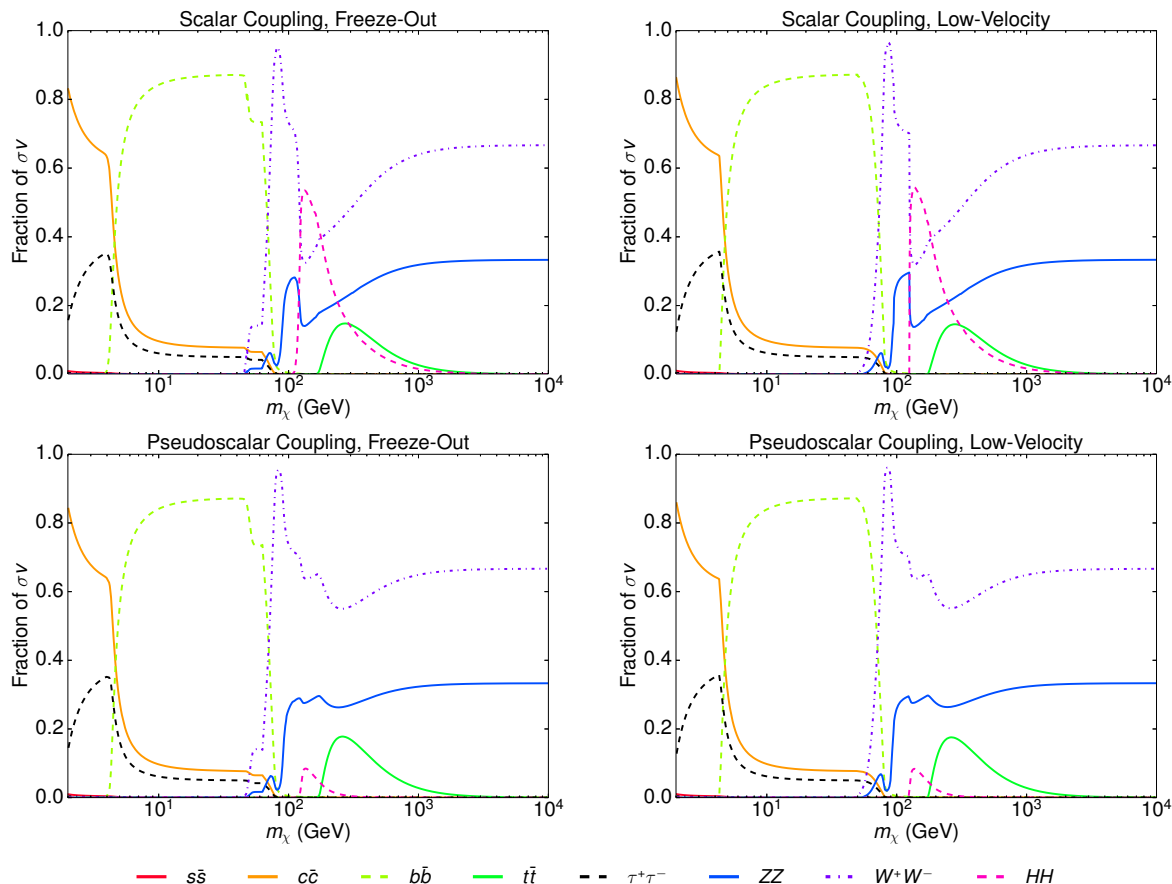 Scalar Coupling, Freeze-Out
Scalar Coupling, Low-Velocity
1.0
0.8
0.6
0.4
0.2
0.0
Fraction of σv
10¹ 10² 10³ 10⁴
mχ (GeV)
1.0
0.8
0.6
0.4
0.2
0.0
Fraction of σv
10¹ 10² 10³ 10⁴
mχ (GeV)
Pseudoscalar Coupling, Freeze-Out
Pseudoscalar Coupling, Low-Velocity
1.0
0.8
0.6
0.4
0.2
0.0
Fraction of σv
10¹ 10² 10³ 10⁴
mχ (GeV)
1.0
0.8
0.6
0.4
0.2
0.0
Fraction of σv
10¹ 10² 10³ 10⁴
mχ (GeV)
ss̄ cc̄ bb̄ tt̄ τ⁺τ⁻ ZZ W⁺W⁻ HH